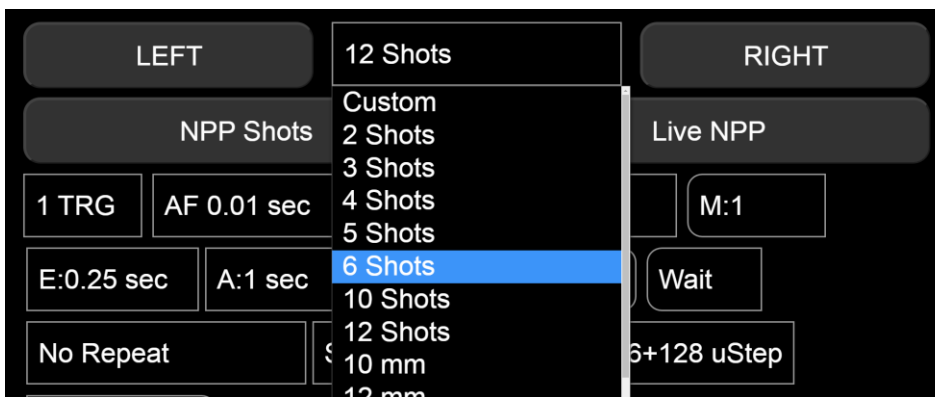 LEFT
12 Shots
RIGHT
NPP Shots
Live NPP
Custom
2 Shots
3 Shots
4 Shots
5 Shots
6 Shots
10 Shots
12 Shots
10 mm
12 mm
1 TRG
AF 0.01 sec
M:1
E:0.25 sec
A:1 sec
Wait
No Repeat
6+128 uStep